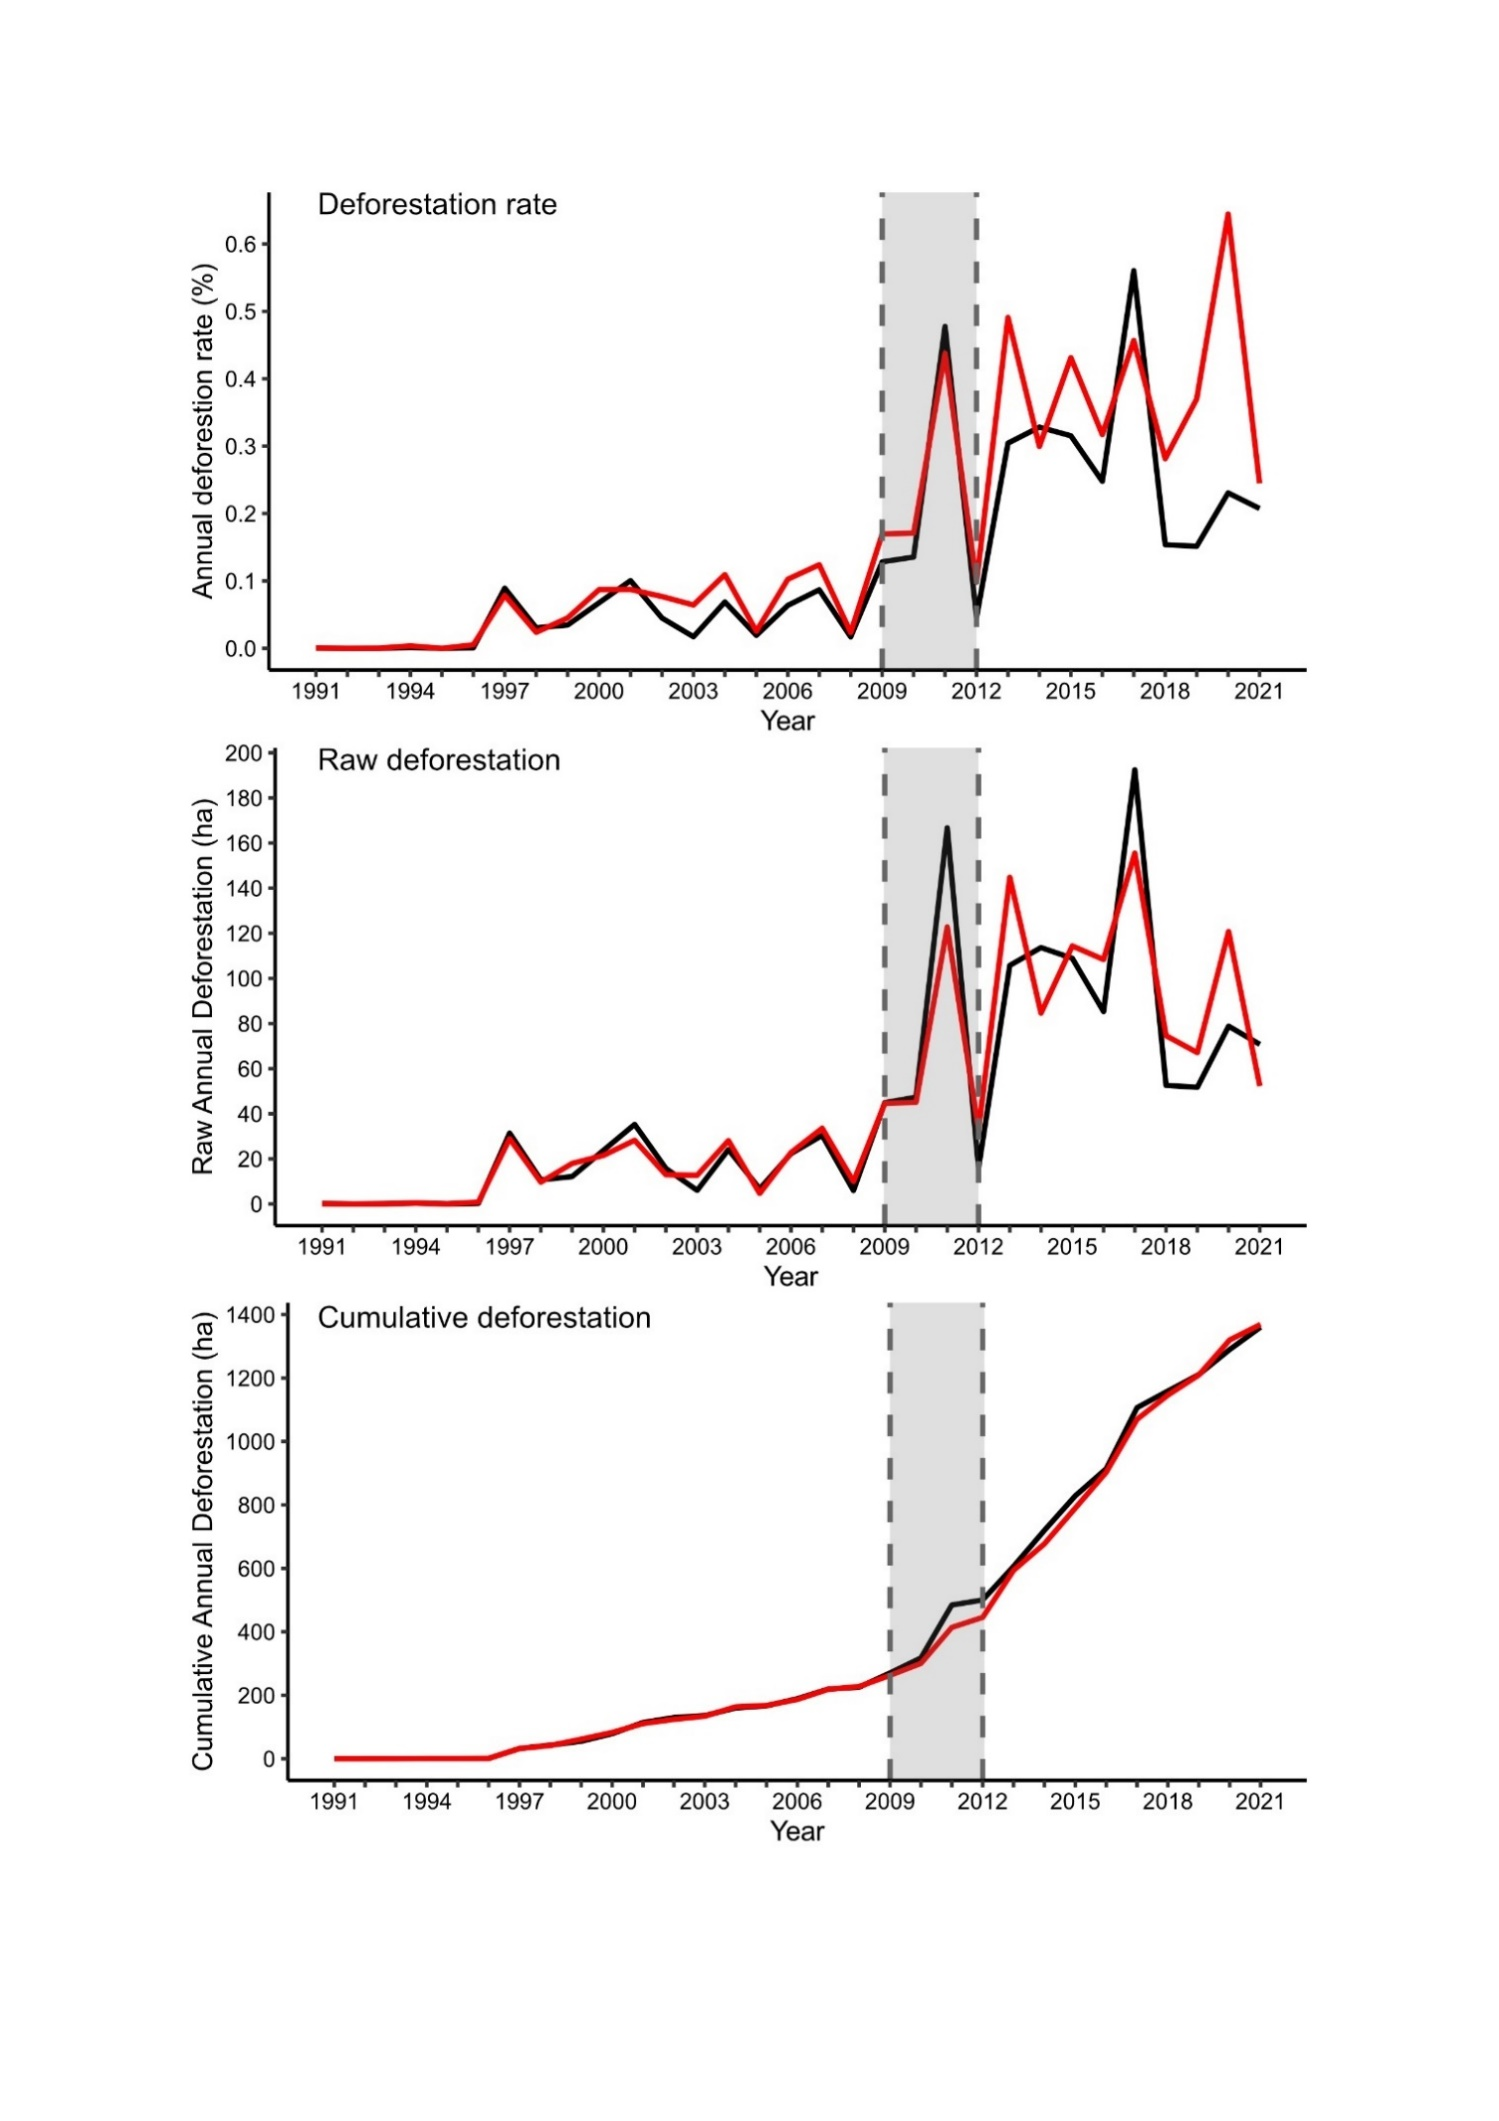 Deforestation rate
Annual deforestion rate (%)
0.6
0.5
0.4
0.3
0.2
0.1
0.0
1991 1994 1997 2000 2003 2006 2009 2012 2015 2018 2021
Year
Raw deforestation
Raw Annual Deforestation (ha)
200
180
160
140
120
100
80
60
40
20
0
1991 1994 1997 2000 2003 2006 2009 2012 2015 2018 2021
Year
Cumulative deforestation
Cumulative Annual Deforestation (ha)
1400
1200
1000
800
600
400
200
0
1991 1994 1997 2000 2003 2006 2009 2012 2015 2018 2021
Year